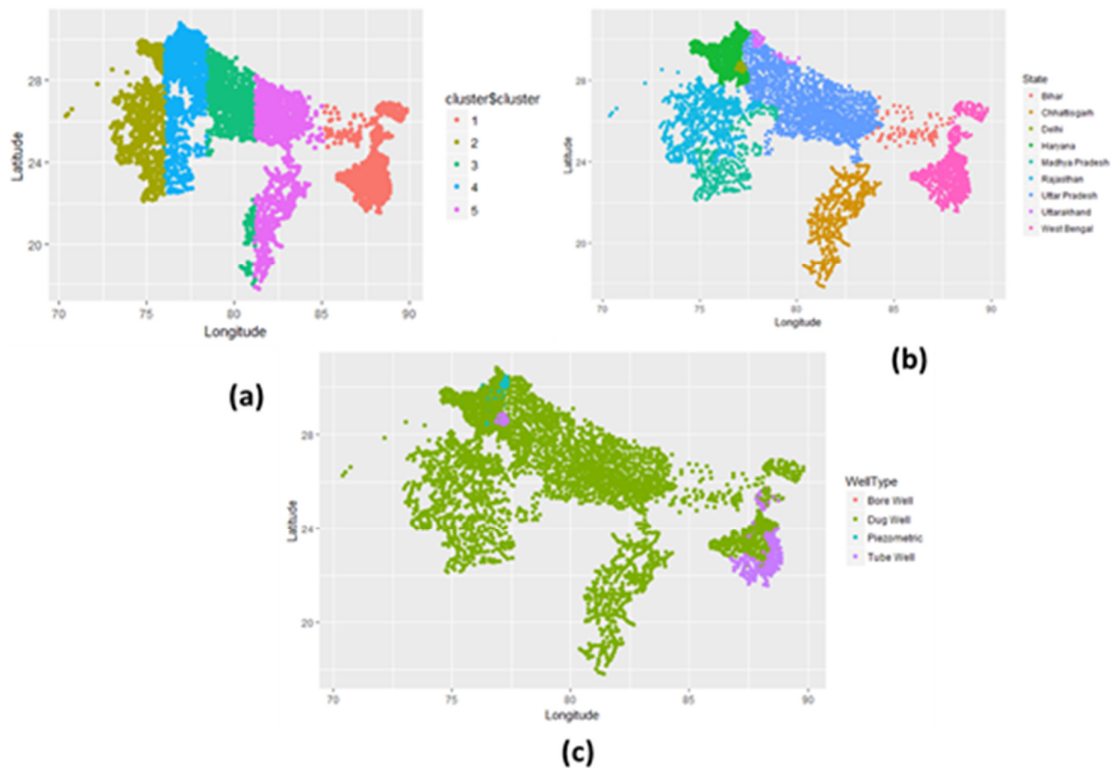 28
24
20
Latitude
70
75
80
85
90
Longitude
cluster$cluster
1
2
3
4
5
(a)
28
24
20
Latitude
70
75
80
85
90
Longitude
State
Bihar
Chhattisgarh
Delhi
Haryana
Madhya Pradesh
Rajasthan
Uttar Pradesh
Uttarakhand
West Bengal
(b)
28
24
20
Latitude
70
75
80
85
90
Longitude
WellType
Bore Well
Dug Well
Piezometric
Tube Well
(c)